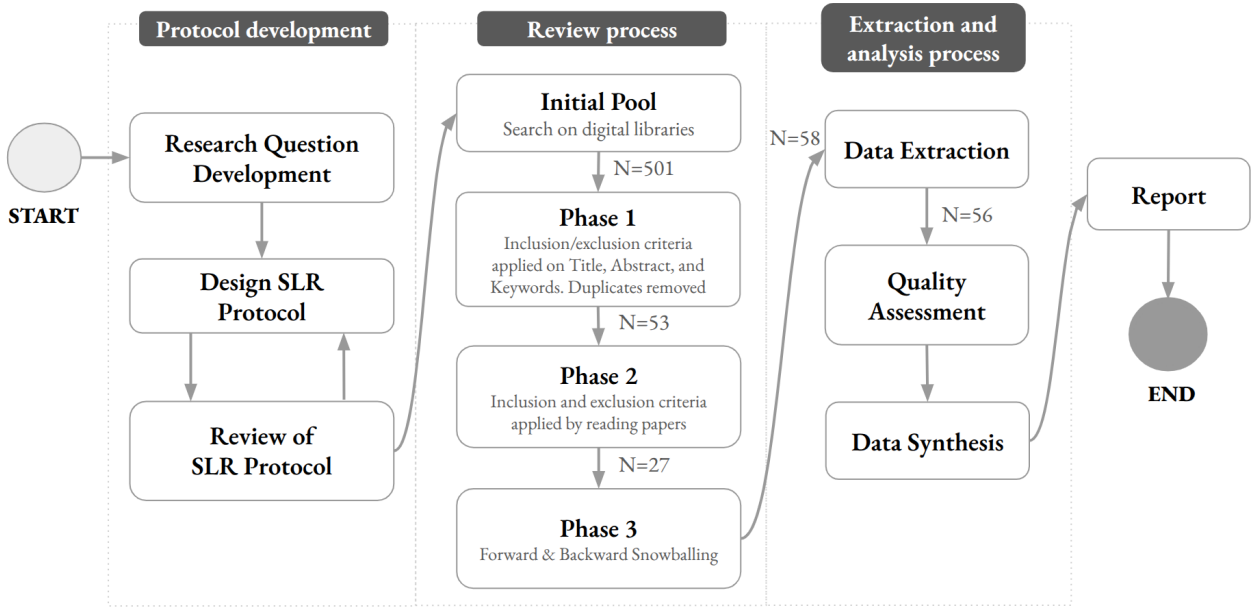 Protocol development
START
Research Question
Development
Design SLR
Protocol
Review of
SLR Protocol
Review process
Initial Pool
Search on digital libraries
N=501
Phase 1
Inclusion/exclusion criteria
applied on Title, Abstract, and
Keywords. Duplicates removed
N=53
Phase 2
Inclusion and exclusion criteria
applied by reading papers
N=27
Phase 3
Forward & Backward Snowballing
N=58
Extraction and
analysis process
Data Extraction
N=56
Quality
Assessment
Data Synthesis
Report
END